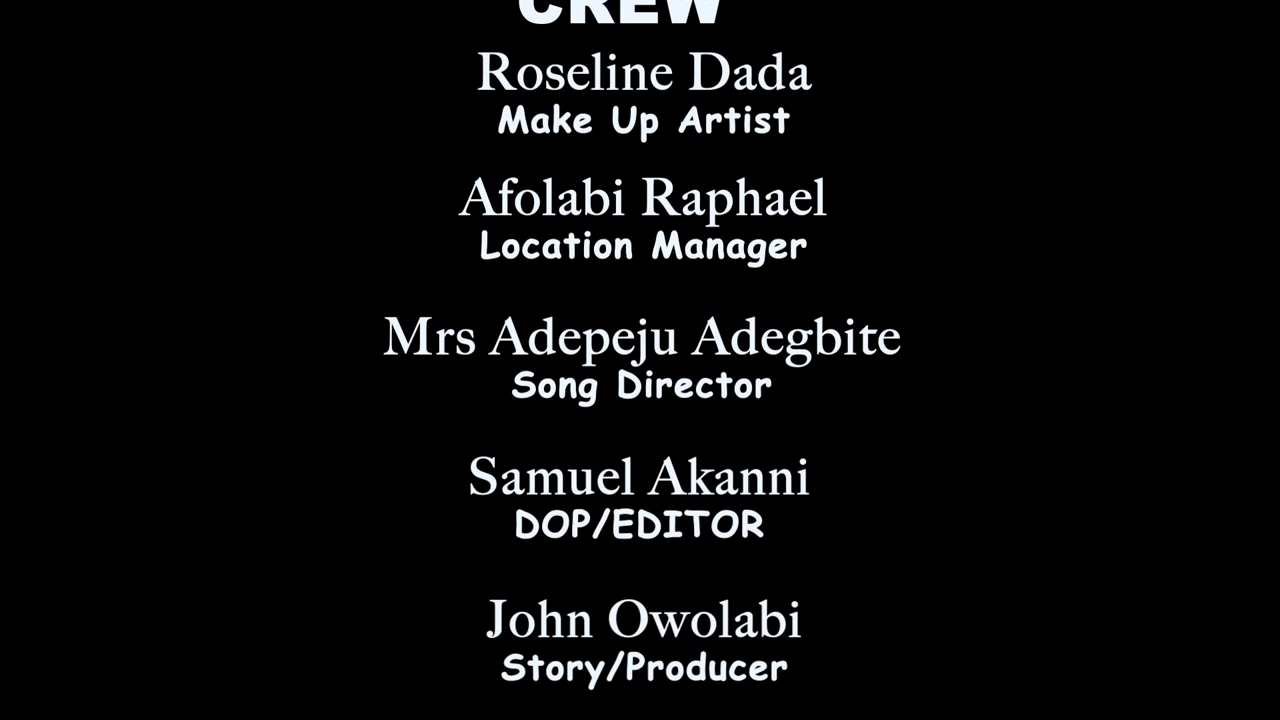 CREW
Roseline Dada
Make Up Artist
Afolabi Raphael
Location Manager
Mrs Adepeju Adegbite
Song Director
Samuel Akanni
DOP/EDITOR
John Owolabi
Story/Producer